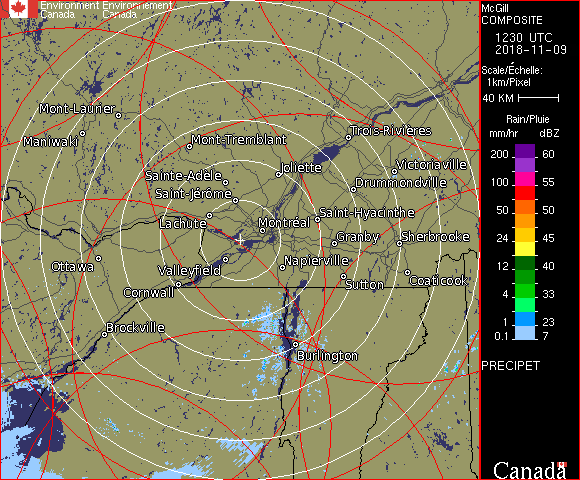 Environment Environnement
Canada Canada
McGill
COMPOSITE
1230 UTC
2018-11-09
Scale/Échelle:
1km/Pixel
40 KM
Rain/Pluie
mm/hr dBZ
200 60
150 57
100 55
50 50
24 45
12 40
4 33
1 23
0.1 7
PRECIPET
Canada
Mont-Laurier
Maniwaki
Mont-Tremblant
Trois-Rivières
Joliette
Victoriaville
Sainte-Adèle
Drummondville
Saint-Jérôme
Lachute
Montréal
Saint-Hyacinthe
Granby
Sherbrooke
Ottawa
Valleyfield
Napierville
Sutton
Coaticook
Cornwall
Brockville
Burlington